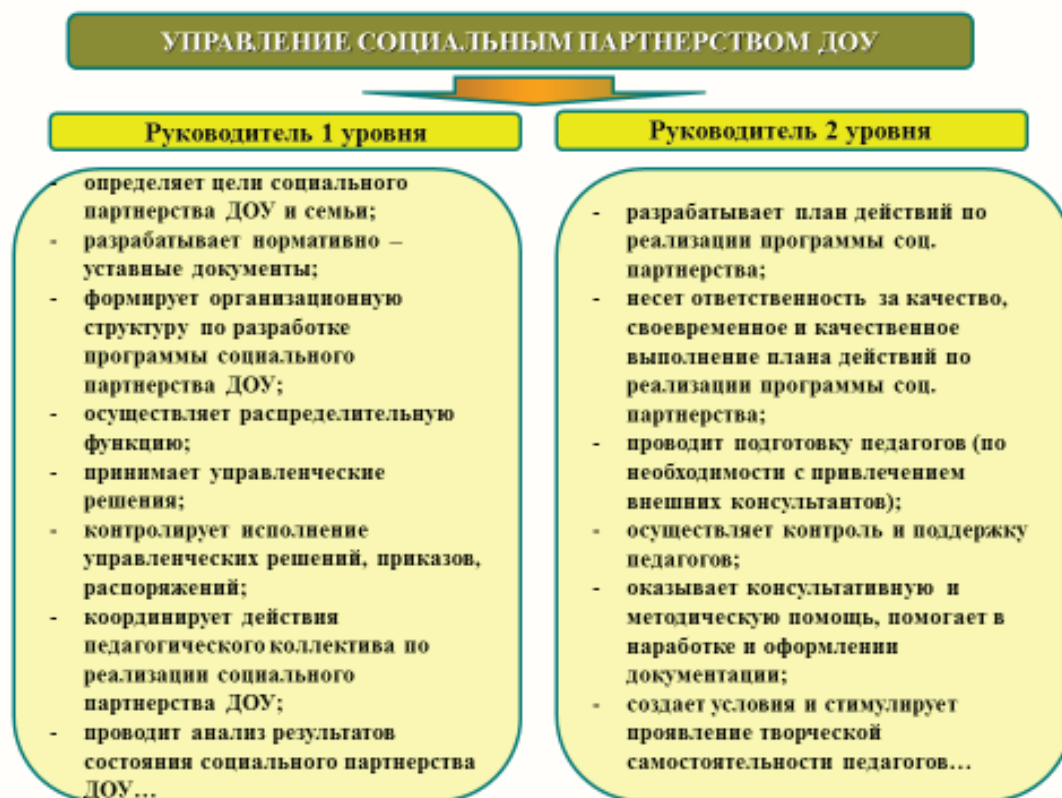 УПРАВЛЕНИЕ СОЦИАЛЬНЫМ ПАРТНЕРСТВОМ ДОУ
Руководитель 1 уровня
- определяет цели социального
партнерства ДОУ и семьи;
- разрабатывает нормативно –
уставные документы;
- формирует организационную
структуру по разработке
программы социального
партнерства ДОУ;
- осуществляет распределительную
функцию;
- принимает управленческие
решения;
- контролирует исполнение
управленческих решений, приказов,
распоряжений;
- координирует действия
педагогического коллектива по
реализации социального
партнерства ДОУ;
- проводит анализ результатов
состояния социального партнерства
ДОУ…
Руководитель 2 уровня
- разрабатывает план действий по
реализации программы соц.
партнерства;
- несет ответственность за качество,
своевременное и качественное
выполнение плана действий по
реализации программы соц.
партнерства;
- проводит подготовку педагогов (по
необходимости с привлечением
внешних консультантов);
- осуществляет контроль и поддержку
педагогов;
- оказывает консультативную и
методическую помощь, помогает в
наработке и оформлении
документации;
- создает условия и стимулирует
проявление творческой
самостоятельности педагогов…